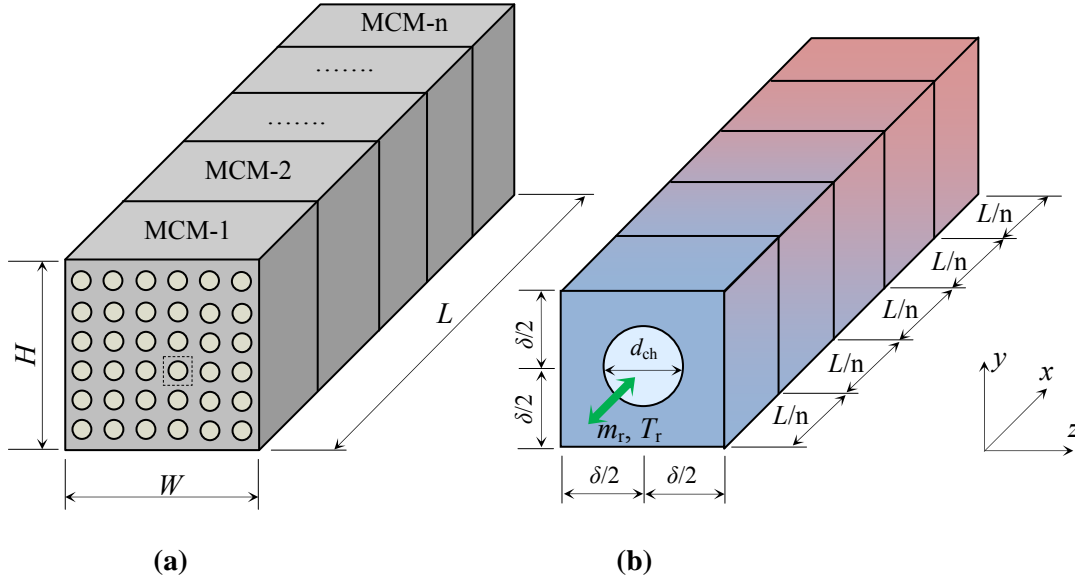 MCM-n
…….
…….
MCM-2
MCM-1
H
W
L
(a)
δ/2
δ/2
d_ch
m_r, T_r
δ/2
δ/2
L/n
L/n
L/n
L/n
L/n
y
x
z
(b)